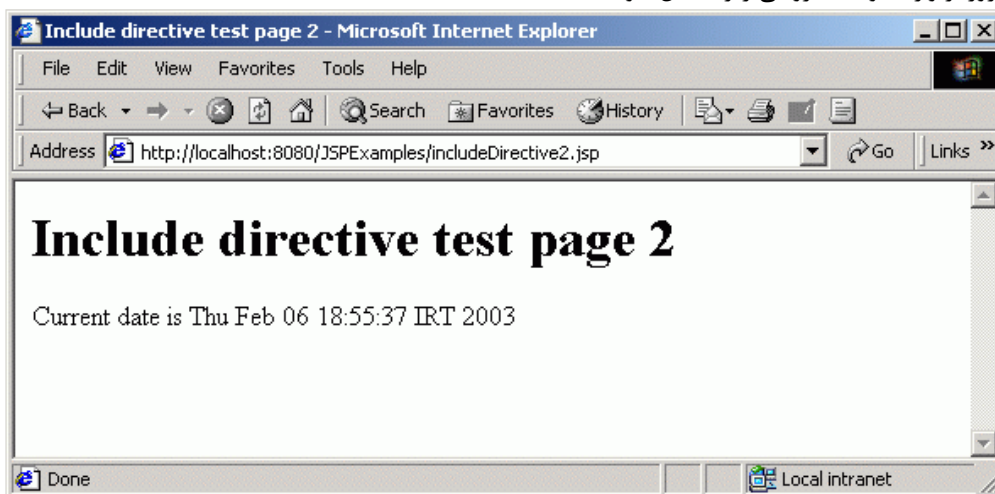 Include directive test page 2 - Microsoft Internet Explorer
File Edit View Favorites Tools Help
Back Search Favorites History
Address http://localhost:8080/JSPExamples/includeDirective2.jsp Go Links »
Include directive test page 2
Current date is Thu Feb 06 18:55:37 IRT 2003
Done Local intranet